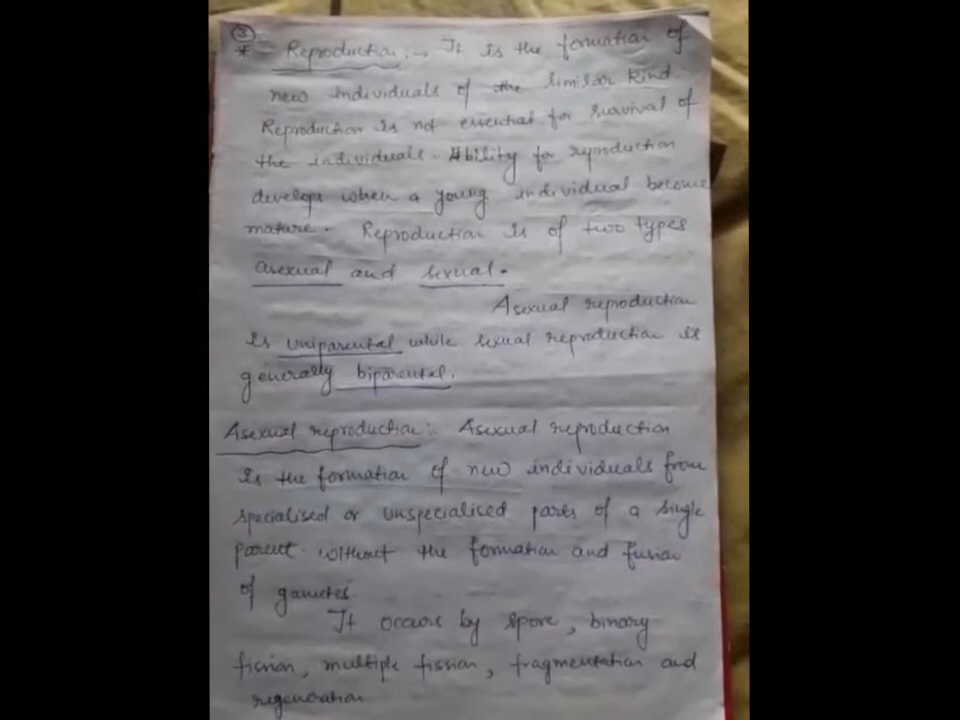 ③
* = Reproduction :→ It is the formation of
new individuals of the similar kind
Reproduction is not essential for survival of
the individuals. Ability for reproduction
develops when a young individual become
mature. Reproduction is of two types
asexual and sexual.
Asexual reproduction
is uniparental while sexual reproduction is
generally biparental.
Asexual reproduction:- Asexual reproduction
is the formation of new individuals from
specialised or unspecialised parts of a single
parent without the formation and fusion
of gametes
It occurs by spore, binary
fission, multiple fission, fragmentation and
regeneration